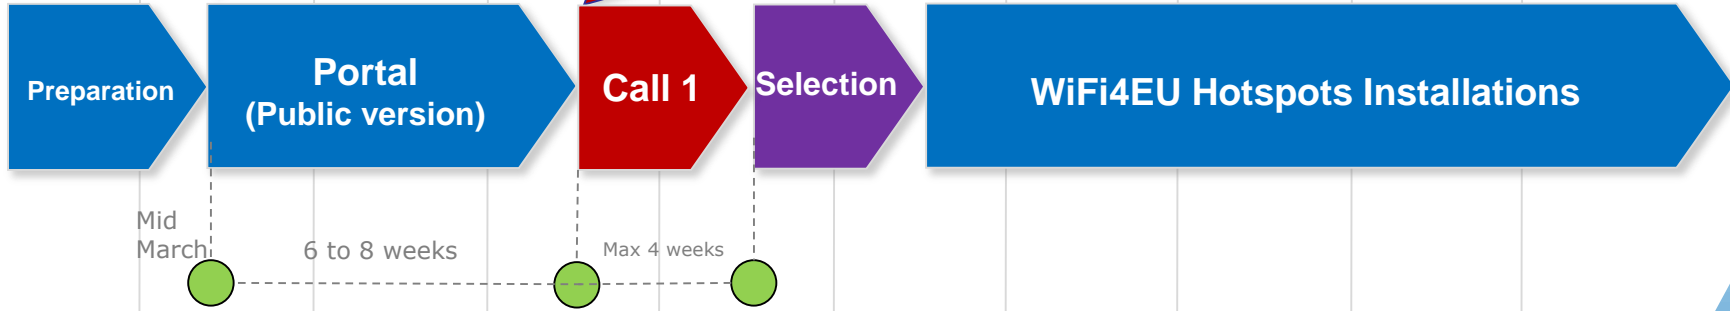 Preparation
Portal
(Public version)
Call 1
Selection
WiFi4EU Hotspots Installations
Mid
March
6 to 8 weeks
Max 4 weeks